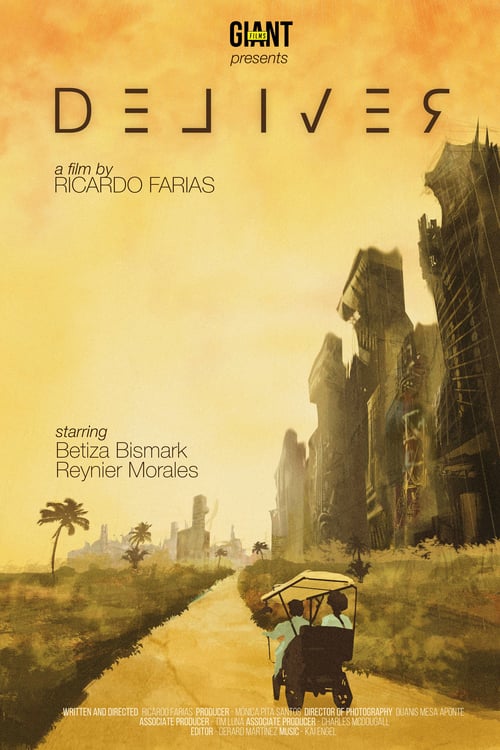 GIANT
FILMS
presents
DELIVER
a film by
RICARDO FARIAS
starring
Betiza Bismark
Reynier Morales
WRITTEN AND DIRECTED - RICARDO FARIAS PRODUCER - MONICA PITA SANTOS DIRECTOR OF PHOTOGRAPHY - DUANIS MESA APONTE
ASSOCIATE PRODUCER - TIM LUNA ASSOCIATE PRODUCER - CHARLES MCDOUGALL
EDITOR - GERARD MARTINEZ MUSIC - KAI ENGEL